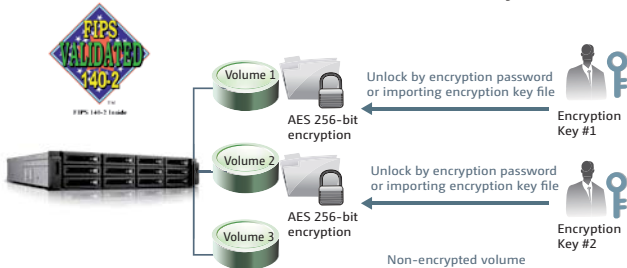 FIPS
VALIDATED
140-2
TM
FIPS 140-2 Inside
Volume 1
AES 256-bit
encryption
Unlock by encryption password
or importing encryption key file
Encryption
Key #1
Volume 2
AES 256-bit
encryption
Unlock by encryption password
or importing encryption key file
Encryption
Key #2
Volume 3
Non-encrypted volume